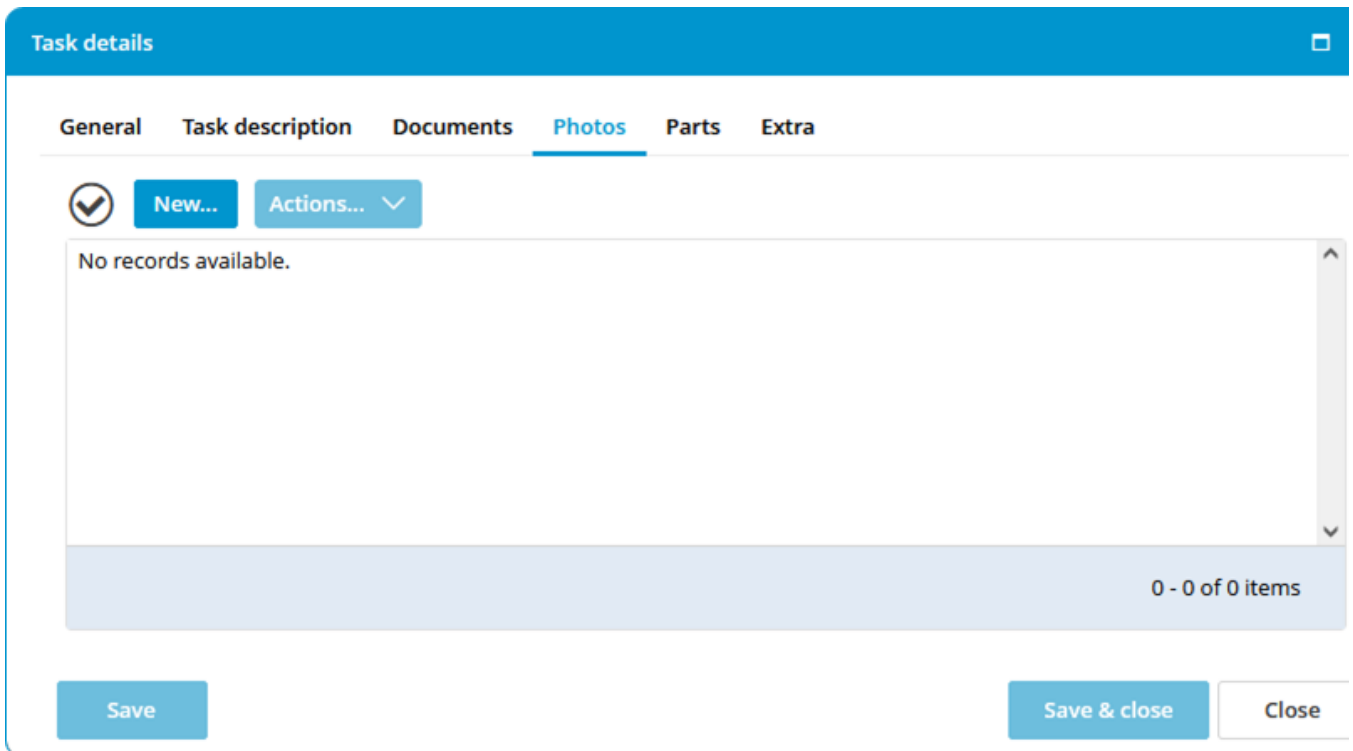 Task details
General Task description Documents Photos Parts Extra
New... Actions...
No records available.
0 - 0 of 0 items
Save Save & close Close